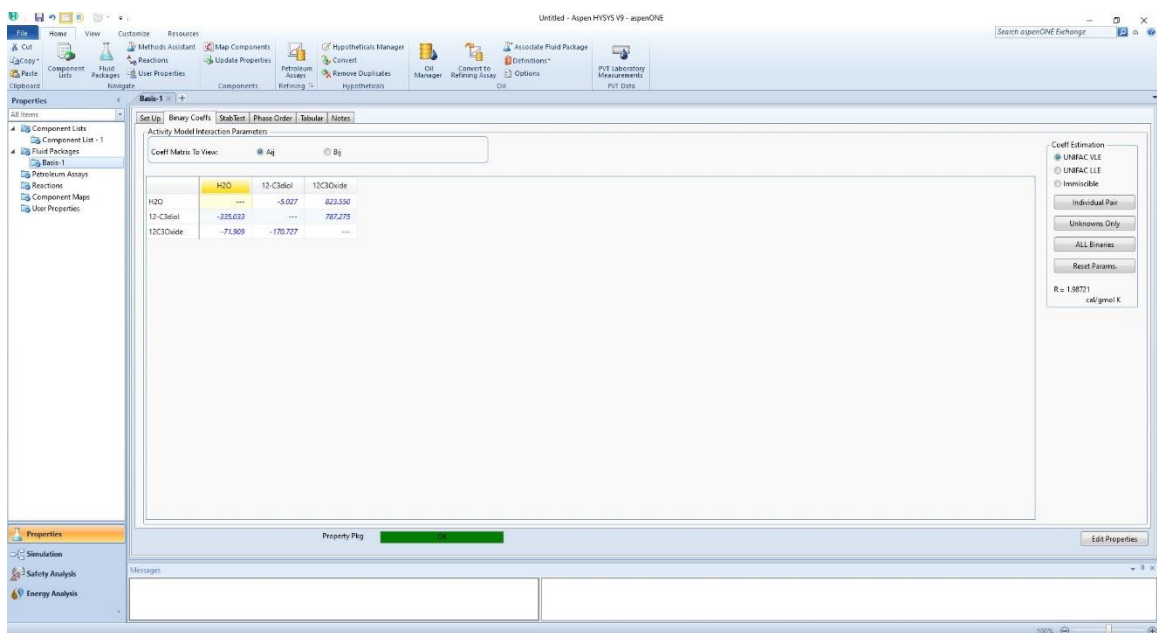 Untitled - Aspen HYSYS V9 - aspenONE
File Home View Customize Resources Search aspenONE Exchange
Cut
Copy
Paste
Clipboard
Component Lists
Fluid Packages
Methods Assistant
Reactions
User Properties
Navigate
Map Components
Update Properties
Components
Petroleum Assays
Refining
Hypotheticals Manager
Convert
Remove Duplicates
Hypotheticals
Oil Manager
Convert to Refining Assay
Associate Fluid Package
Definitions
Options
Oil
PVT Laboratory Measurements
PVT Data
Properties
All Items
Component Lists
Component List - 1
Fluid Packages
Basis-1
Petroleum Assays
Reactions
Component Maps
User Properties
Properties
Simulation
Safety Analysis
Energy Analysis
Basis-1 +
Set Up Binary Coeffs StabTest Phase Order Tabular Notes
Activity Model Interaction Parameters
Coeff Matrix To View: Aij Bij
H2O 12-C3diol 12C3Oxide
H2O --- -5.027 823.550
12-C3diol -335.033 --- 787.275
12C3Oxide -71.909 -170.727 ---
Coeff Estimation
UNIFAC VLE
UNIFAC LLE
Immiscible
Individual Pair
Unknowns Only
ALL Binaries
Reset Params.
R = 1.98721
cal/gmol K
Property Pkg OK Edit Properties
Messages
100%